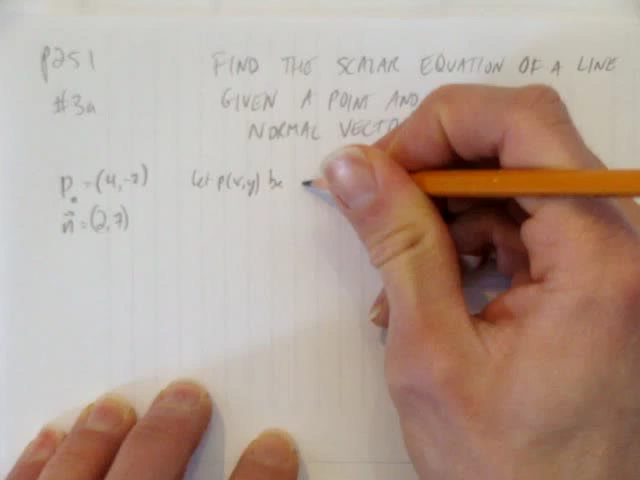 p251
FIND THE SCALAR EQUATION OF A LINE
#3a
GIVEN A POINT AND
NORMAL VECTO
P₀ = (4,-2)
let p(x,y) be
n⃗ = (2,7)